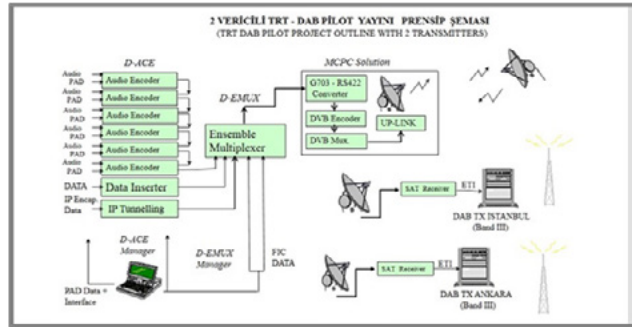 2 VERİCİLİ TRT - DAB PİLOT YAYINI PRENSİP ŞEMASI
(TRT DAB PILOT PROJECT OUTLINE WITH 2 TRANSMITTERS)
D-ACE
Audio
PAD
Audio Encoder
Audio
PAD
Audio Encoder
Audio
PAD
Audio Encoder
Audio
PAD
Audio Encoder
Audio
PAD
Audio Encoder
Audio
PAD
Audio Encoder
DATA
Data Inserter
IP Encap.
Data
IP Tunnelling
D-EMUX
Ensemble
Multiplexer
MCPC Solution
G703 - RS422
Converter
DVB Encoder
DVB Mux.
UP-LINK
SAT Receiver
ETI
DAB TX İSTANBUL
(Band III)
SAT Receiver
ETI
DAB TX ANKARA
(Band III)
D-ACE
Manager
D-EMUX
Manager
FIC
DATA
PAD Data +
Interface